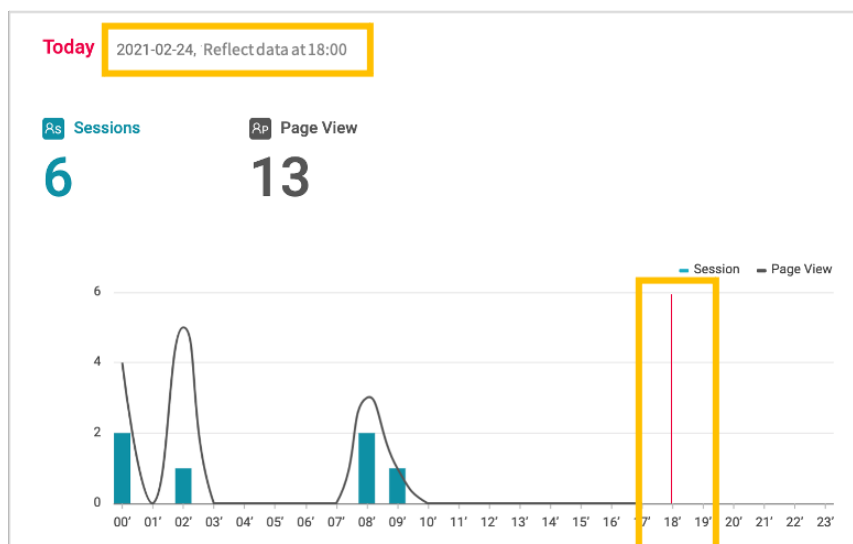 Today 2021-02-24, Reflect data at 18:00
Sessions Page View
6 13
Session Page View
6
4
2
0
00' 01' 02' 03' 04' 05' 06' 07' 08' 09' 10' 11' 12' 13' 14' 15' 16' 17' 18' 19' 20' 21' 22' 23'